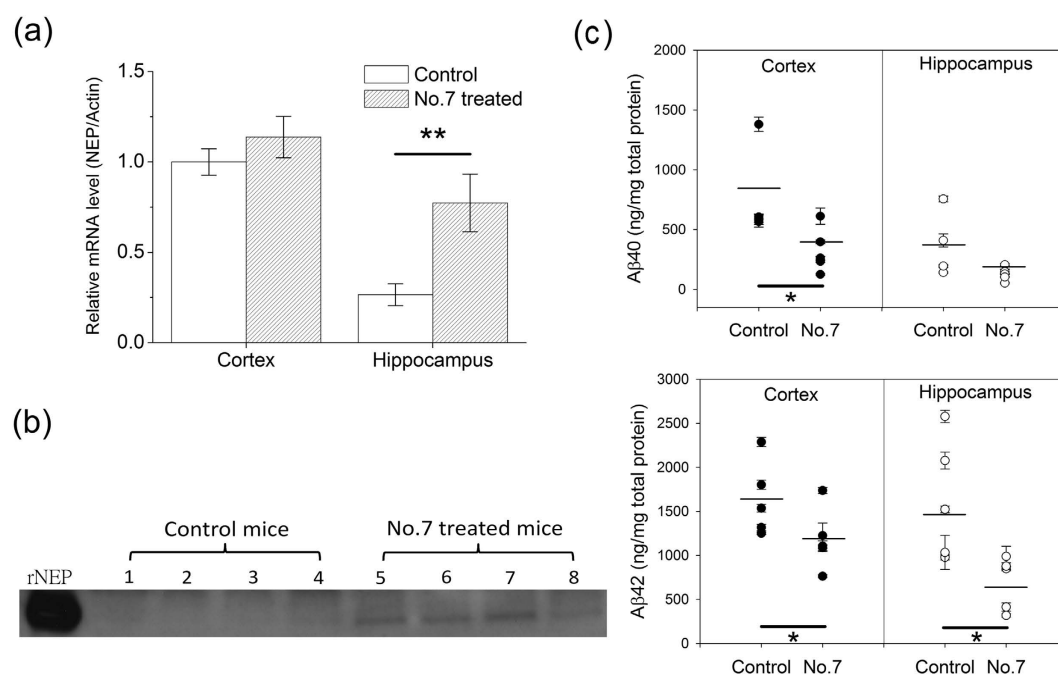 (a)
Relative mRNA level (NEP/Actin)
1.5
1.0
0.5
0.0
Control
No.7 treated
**
Cortex Hippocampus
(b)
Control mice No.7 treated mice
rNEP 1 2 3 4 5 6 7 8
(c)
Aβ40 (ng/mg total protein)
2000
1500
1000
500
0
Cortex Hippocampus
*
Control No.7 Control No.7
Aβ42 (ng/mg total protein)
3000
2500
2000
1500
1000
500
0
Cortex Hippocampus
* *
Control No.7 Control No.7